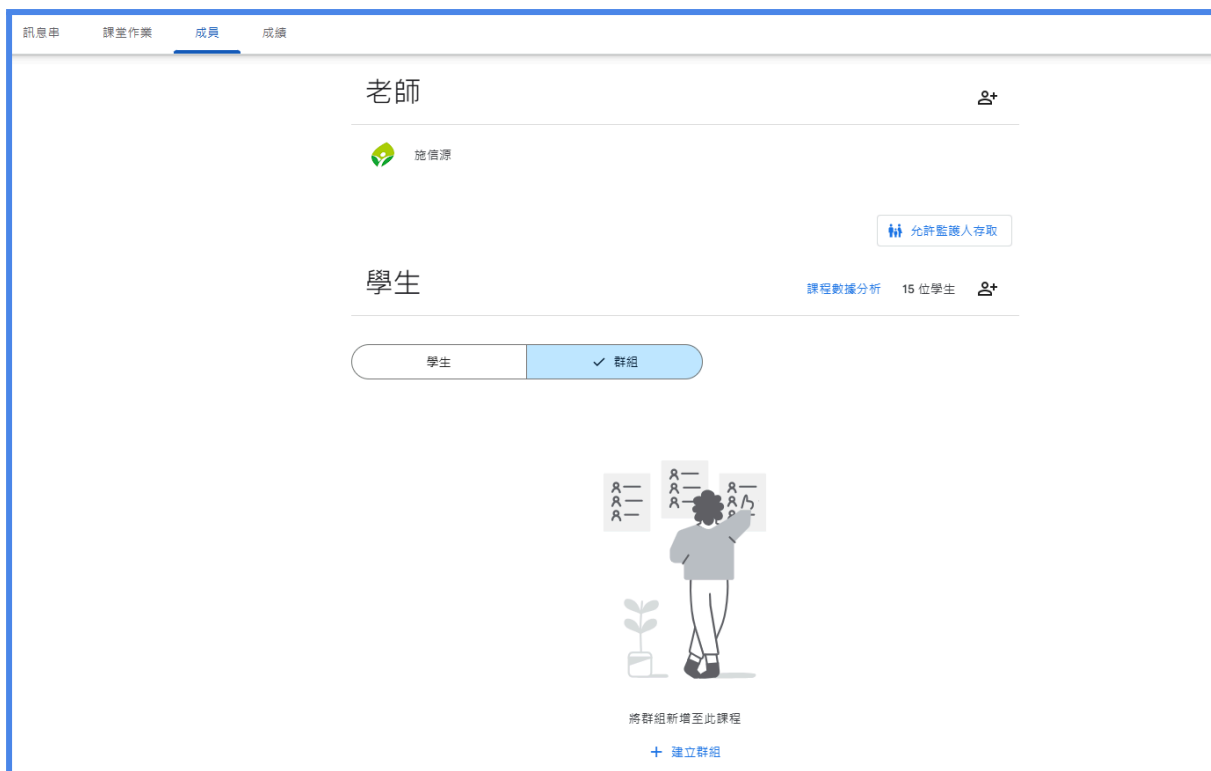 訊息串 課堂作業 成員 成績
老師
施信源
允許監護人存取
學生 課程數據分析 15 位學生
學生 群組
將群組新增至此課程
建立群組